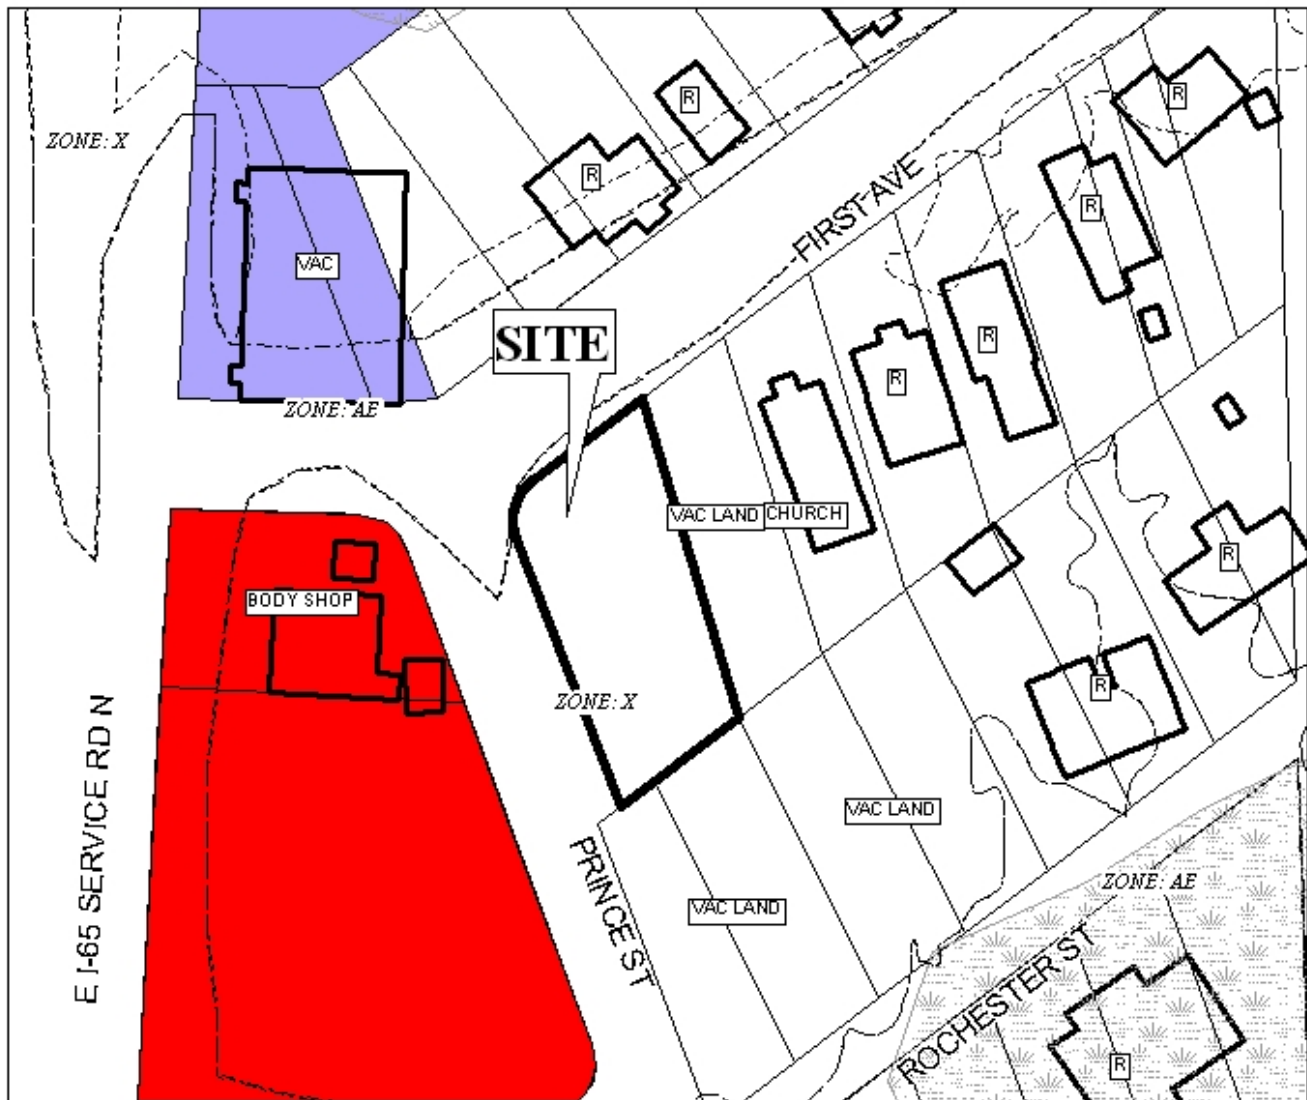 R
R
R
ZONE: X
R
FIRST AVE
VAC
SITE
R
R
ZONE: AE
VAC LAND
CHURCH
R
BODY SHOP
R
ZONE: X
E I-65 SERVICE RD N
VAC LAND
PRINCE ST
ZONE: AE
VAC LAND
ROCHESTER ST
R